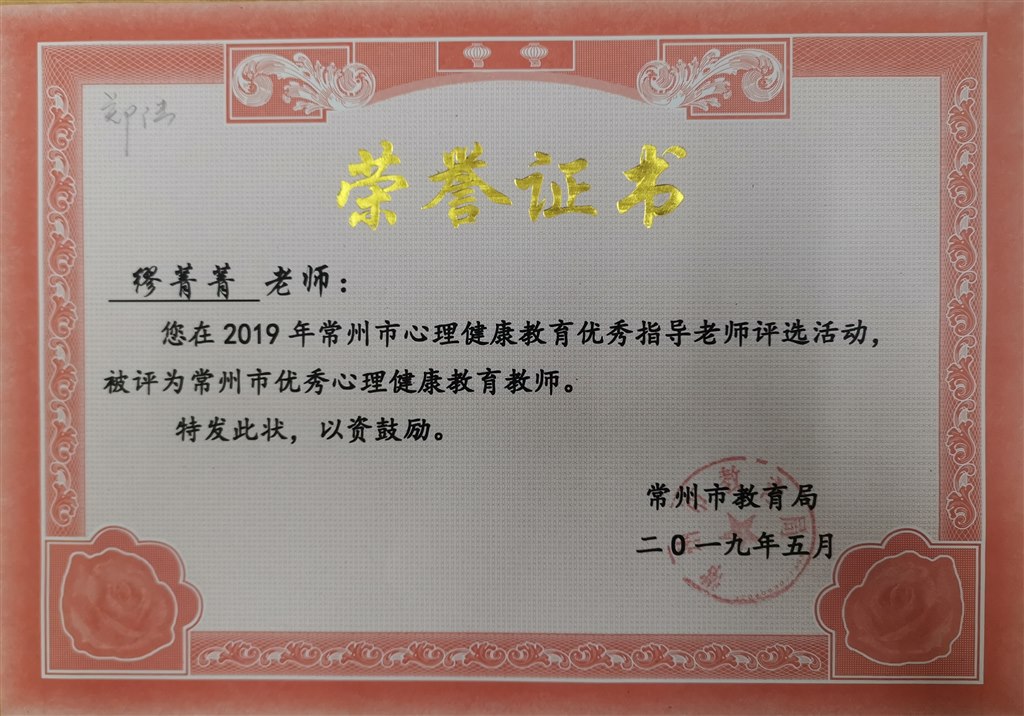 荣誉证书
缪菁菁 老师：
您在 2019 年常州市心理健康教育优秀指导老师评选活动，
被评为常州市优秀心理健康教育教师。
特发此状，以资鼓励。
常州市教育局
二0一九年五月